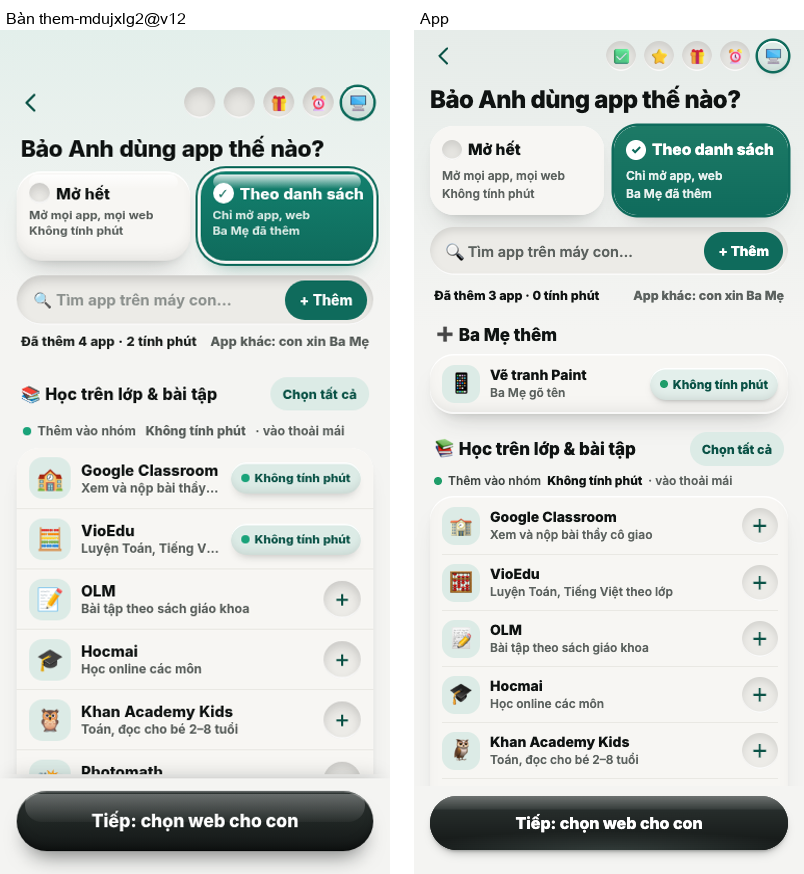 Bản them-mdujxlg2@v12
Bảo Anh dùng app thế nào?
Mở hết
Mở mọi app, mọi web
Không tính phút
✓ Theo danh sách
Chỉ mở app, web
Ba Mẹ đã thêm
Tìm app trên máy con...
+ Thêm
Đã thêm 4 app · 2 tính phút
App khác: con xin Ba Mẹ
Học trên lớp & bài tập
Chọn tất cả
Thêm vào nhóm Không tính phút · vào thoải mái
Google Classroom
Xem và nộp bài thầy...
Không tính phút
VioEdu
Luyện Toán, Tiếng V...
Không tính phút
OLM
Bài tập theo sách giáo khoa
+
Hocmai
Học online các môn
+
Khan Academy Kids
Toán, đọc cho bé 2–8 tuổi
+
Photomath
Tiếp: chọn web cho con
App
Bảo Anh dùng app thế nào?
Mở hết
Mở mọi app, mọi web
Không tính phút
✓ Theo danh sách
Chỉ mở app, web
Ba Mẹ đã thêm
Tìm app trên máy con...
+ Thêm
Đã thêm 3 app · 0 tính phút
App khác: con xin Ba Mẹ
+ Ba Mẹ thêm
Vẽ tranh Paint
Ba Mẹ gõ tên
Không tính phút
Học trên lớp & bài tập
Chọn tất cả
Thêm vào nhóm Không tính phút · vào thoải mái
Google Classroom
Xem và nộp bài thầy cô giao
+
VioEdu
Luyện Toán, Tiếng Việt theo lớp
+
OLM
Bài tập theo sách giáo khoa
+
Hocmai
Học online các môn
+
Khan Academy Kids
Toán, đọc cho bé 2–8 tuổi
+
Tiếp: chọn web cho con